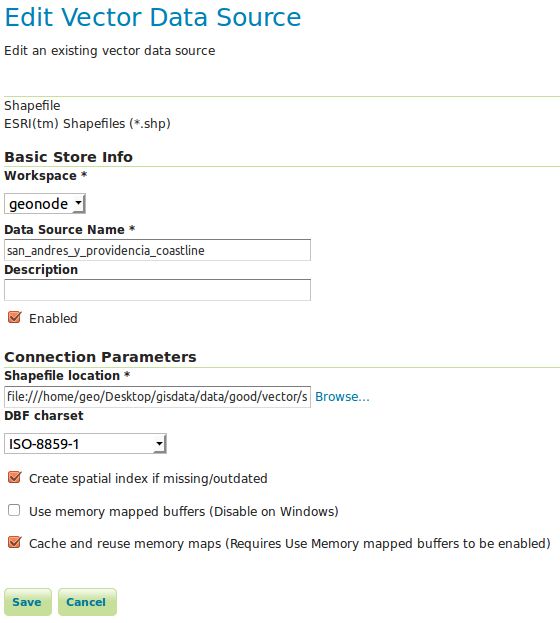 Edit Vector Data Source
Edit an existing vector data source
Shapefile
ESRI(tm) Shapefiles (*.shp)
Basic Store Info
Workspace *
geonode
Data Source Name *
san_andres_y_providencia_coastline
Description
Enabled
Connection Parameters
Shapefile location *
file:///home/geo/Desktop/gisdata/data/good/vector/s Browse...
DBF charset
ISO-8859-1
Create spatial index if missing/outdated
Use memory mapped buffers (Disable on Windows)
Cache and reuse memory maps (Requires Use Memory mapped buffers to be enabled)
Save Cancel